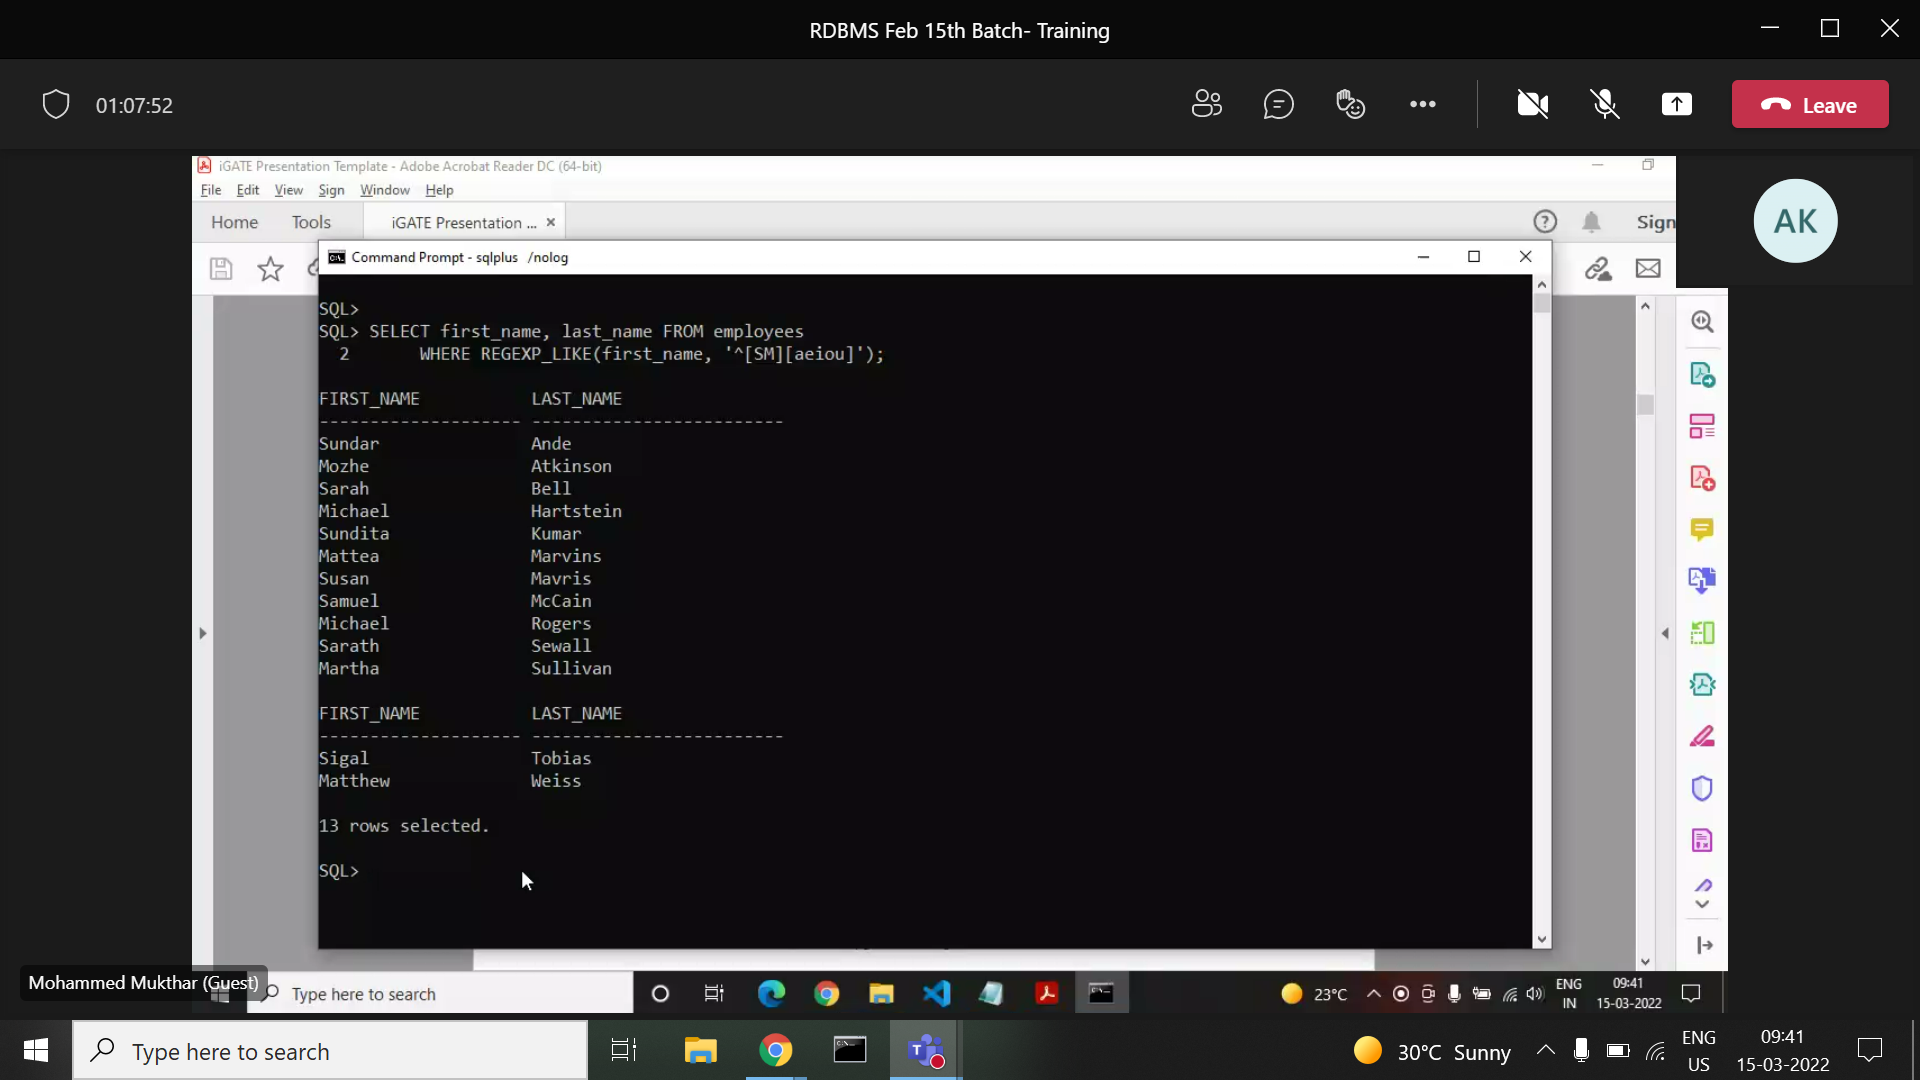 RDBMS Feb 15th Batch- Training
01:07:52
Leave
iGATE Presentation Template - Adobe Acrobat Reader DC (64-bit)
File Edit View Sign Window Help
Home Tools iGATE Presentation ... ×
Sign
AK
Command Prompt - sqlplus /nolog
SQL>
SQL> SELECT first_name, last_name FROM employees
2 WHERE REGEXP_LIKE(first_name, '^[SM][aeiou]');
FIRST_NAME LAST_NAME
-------------------- -------------------------
Sundar Ande
Mozhe Atkinson
Sarah Bell
Michael Hartstein
Sundita Kumar
Mattea Marvins
Susan Mavris
Samuel McCain
Michael Rogers
Sarath Sewall
Martha Sullivan
FIRST_NAME LAST_NAME
-------------------- -------------------------
Sigal Tobias
Matthew Weiss
13 rows selected.
SQL>
Mohammed Mukthar (Guest)
Type here to search
23°C
ENG
IN
09:41
15-03-2022
Type here to search
30°C Sunny
ENG
US
09:41
15-03-2022